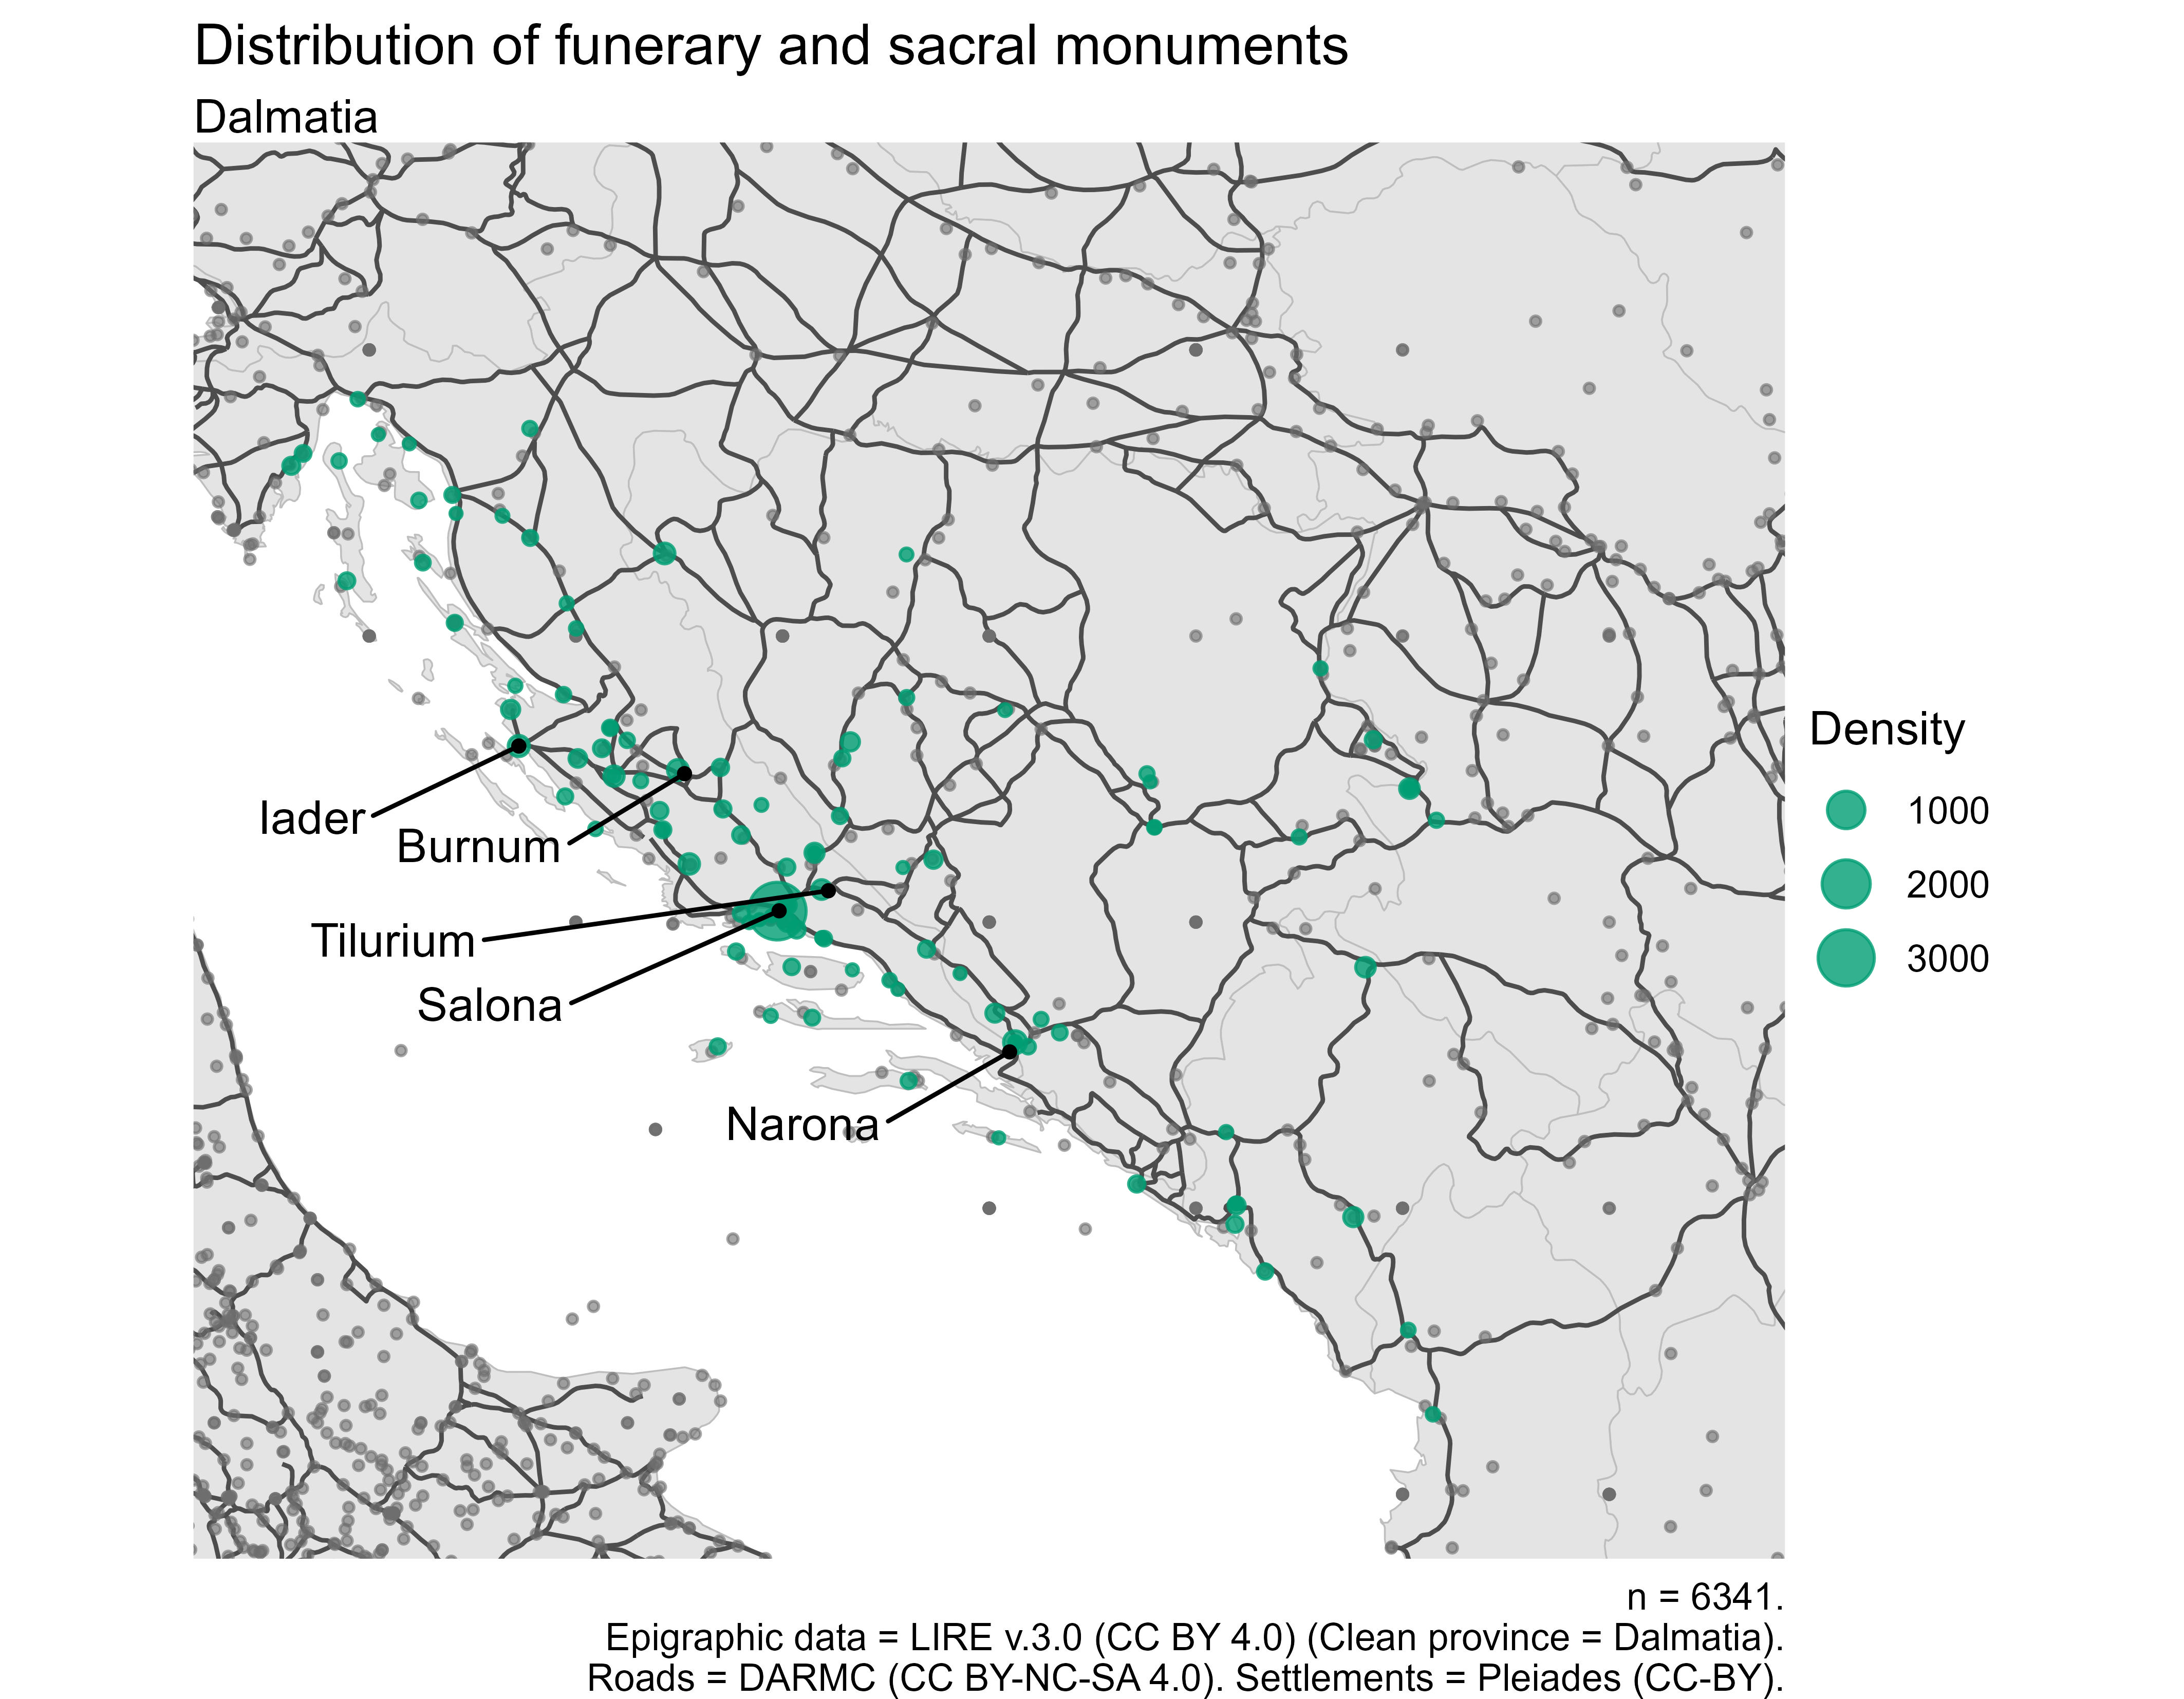 Distribution of funerary and sacral monuments
Dalmatia
Iader
Burnum
Tilurium
Salona
Narona
Density
1000
2000
3000
n = 6341.
Epigraphic data = LIRE v.3.0 (CC BY 4.0) (Clean province = Dalmatia).
Roads = DARMC (CC BY-NC-SA 4.0). Settlements = Pleiades (CC-BY).